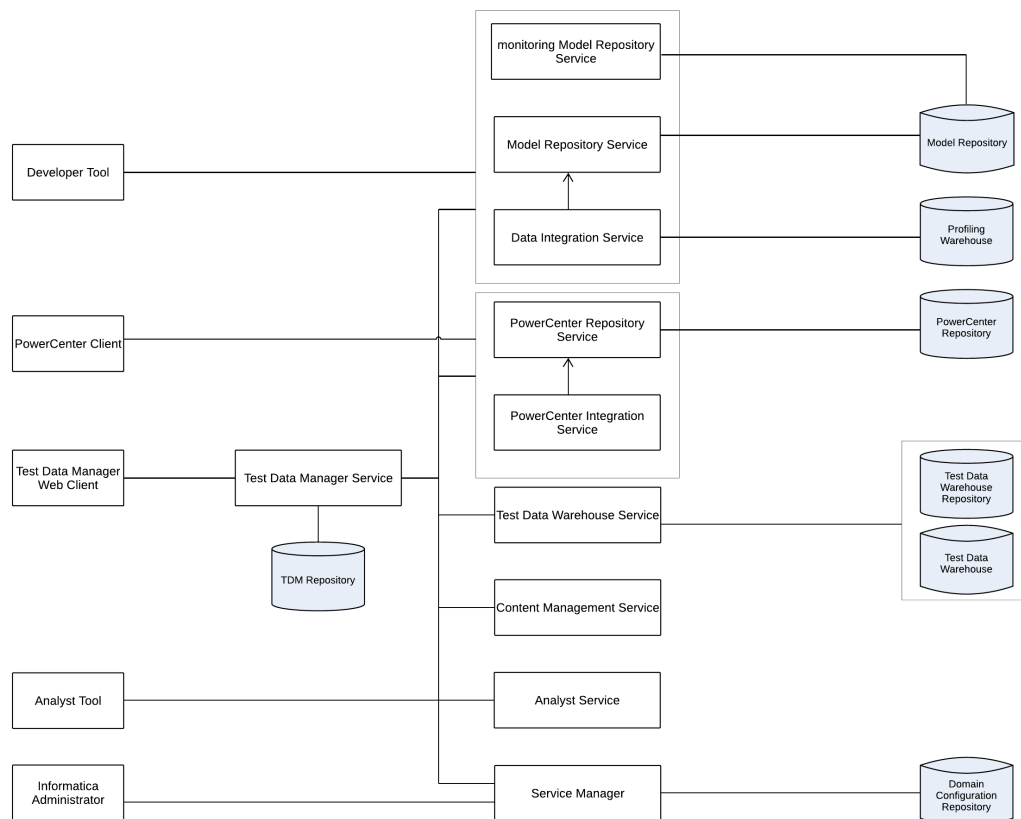 monitoring Model Repository
Service
Model Repository Service
Model Repository
Developer Tool
Data Integration Service
Profiling
Warehouse
PowerCenter Client
PowerCenter Repository
Service
PowerCenter
Repository
PowerCenter Integration
Service
Test Data Manager
Web Client
Test Data Manager Service
Test Data
Warehouse
Repository
Test Data Warehouse Service
Test Data
Warehouse
TDM Repository
Content Management Service
Analyst Tool
Analyst Service
Informatica
Administrator
Service Manager
Domain
Configuration
Repository